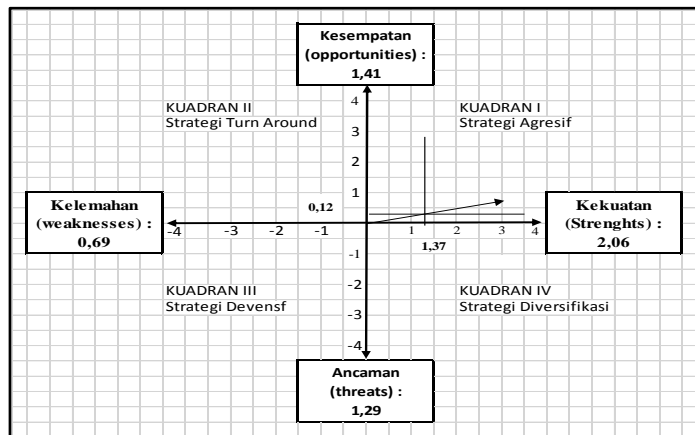 Kesempatan
(opportunities) :
1,41
KUADRAN II
Strategi Turn Around
KUADRAN I
Strategi Agresif
4
3
2
1
Kelemahan
(weaknesses) :
0,69
0,12
Kekuatan
(Strenghts) :
2,06
-4 -3 -2 -1
1 2 3 4
1,37
-1
-2
-3
-4
KUADRAN III
Strategi Devensf
KUADRAN IV
Strategi Diversifikasi
Ancaman
(threats) :
1,29